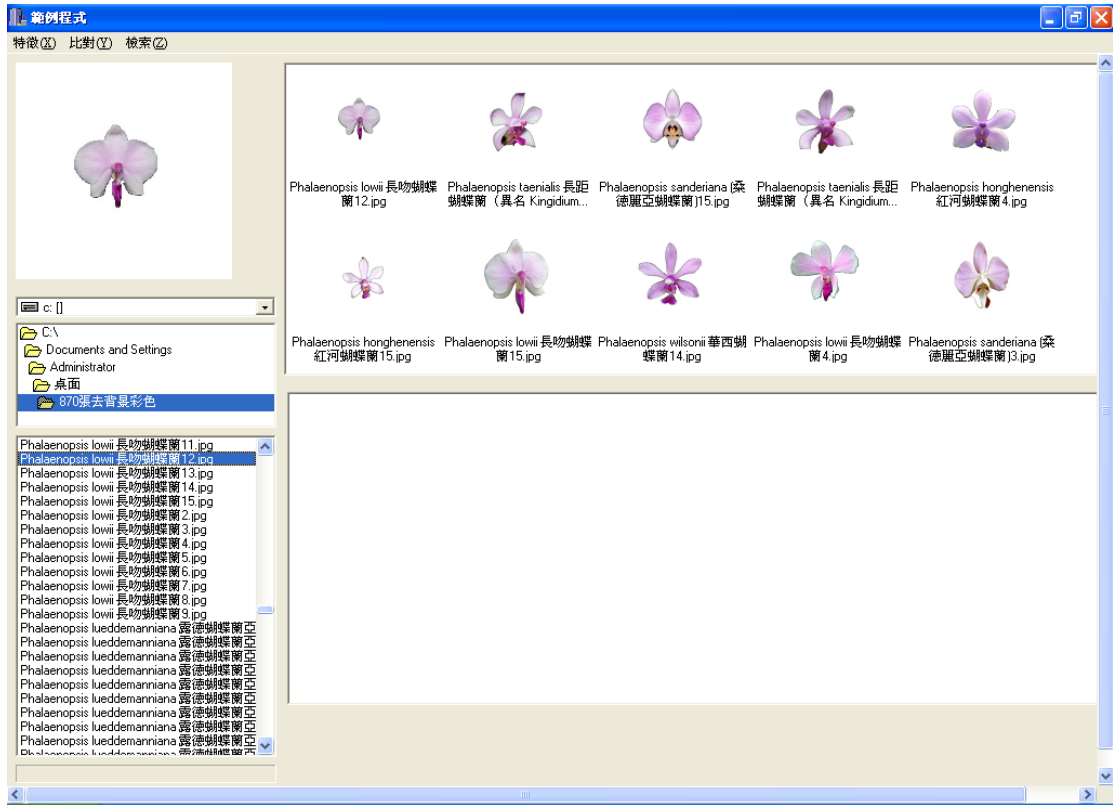 範例程式
特徵(X) 比對(Y) 檢索(Z)
c: []
C:\
Documents and Settings
Administrator
桌面
870張去背景彩色
Phalaenopsis lowii 長吻蝴蝶蘭11.jpg
Phalaenopsis lowii 長吻蝴蝶蘭12.jpg
Phalaenopsis lowii 長吻蝴蝶蘭13.jpg
Phalaenopsis lowii 長吻蝴蝶蘭14.jpg
Phalaenopsis lowii 長吻蝴蝶蘭15.jpg
Phalaenopsis lowii 長吻蝴蝶蘭2.jpg
Phalaenopsis lowii 長吻蝴蝶蘭3.jpg
Phalaenopsis lowii 長吻蝴蝶蘭4.jpg
Phalaenopsis lowii 長吻蝴蝶蘭5.jpg
Phalaenopsis lowii 長吻蝴蝶蘭6.jpg
Phalaenopsis lowii 長吻蝴蝶蘭7.jpg
Phalaenopsis lowii 長吻蝴蝶蘭8.jpg
Phalaenopsis lowii 長吻蝴蝶蘭9.jpg
Phalaenopsis lueddemanniana 露德蝴蝶蘭亞
Phalaenopsis lueddemanniana 露德蝴蝶蘭亞
Phalaenopsis lueddemanniana 露德蝴蝶蘭亞
Phalaenopsis lueddemanniana 露德蝴蝶蘭亞
Phalaenopsis lueddemanniana 露德蝴蝶蘭亞
Phalaenopsis lueddemanniana 露德蝴蝶蘭亞
Phalaenopsis lueddemanniana 露德蝴蝶蘭亞
Phalaenopsis lueddemanniana 露德蝴蝶蘭亞
Phalaenopsis lueddemanniana 露德蝴蝶蘭亞
Phalaenopsis lowii 長吻蝴蝶
蘭12.jpg
Phalaenopsis taenialis 長距
蝴蝶蘭（異名 Kingidium...
Phalaenopsis sanderiana (桑
德麗亞蝴蝶蘭)15.jpg
Phalaenopsis taenialis 長距
蝴蝶蘭（異名 Kingidium...
Phalaenopsis honghenensis
紅河蝴蝶蘭4.jpg
Phalaenopsis honghenensis
紅河蝴蝶蘭15.jpg
Phalaenopsis lowii 長吻蝴蝶
蘭15.jpg
Phalaenopsis wilsonii 華西蝴
蝶蘭14.jpg
Phalaenopsis lowii 長吻蝴蝶
蘭4.jpg
Phalaenopsis sanderiana (桑
德麗亞蝴蝶蘭)3.jpg